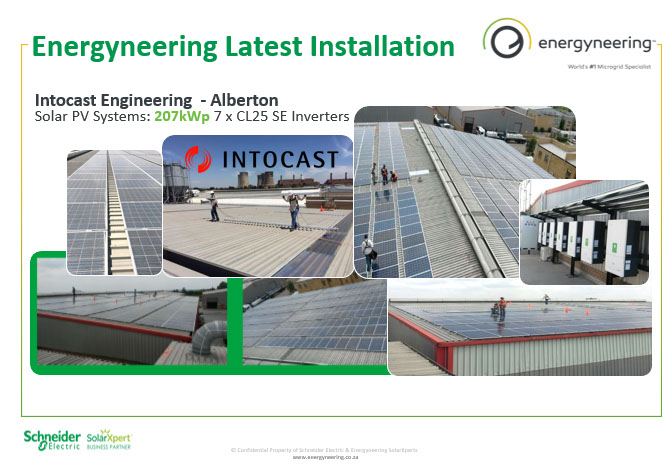 Energyneering Latest Installation
energyneering™
World's #1 Microgrid Specialist
Intocast Engineering - Alberton
Solar PV Systems: 207kWp 7 x CL25 SE Inverters
INTOCAST
Schneider
Electric
SolarXpert
BUSINESS PARTNER
© Confidential Property of Schneider Electric & Energyneering SolarXperts
www.energyneering.co.za